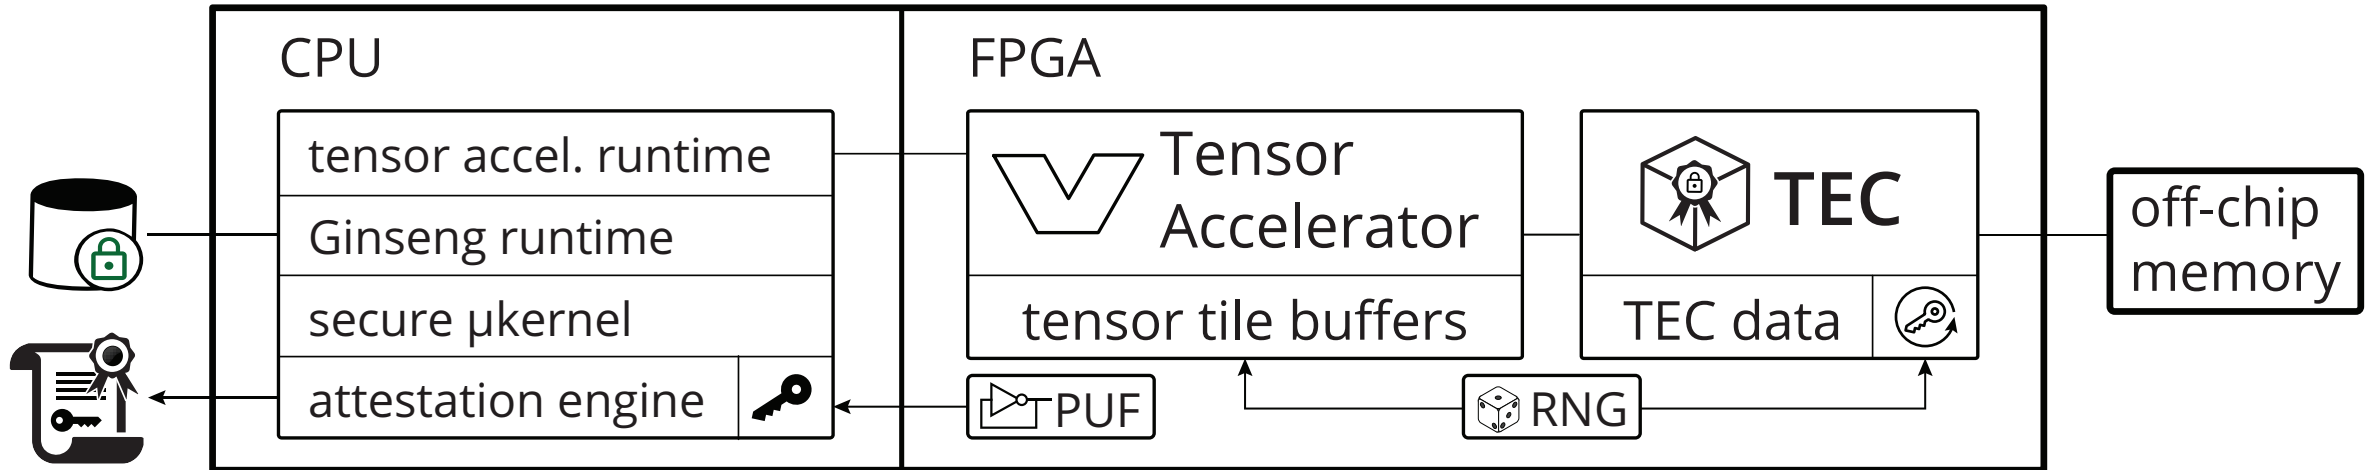 CPU
tensor accel. runtime
Ginseng runtime
secure μkernel
attestation engine
FPGA
Tensor
Accelerator
tensor tile buffers
PUF
RNG
TEC
TEC data
off-chip
memory